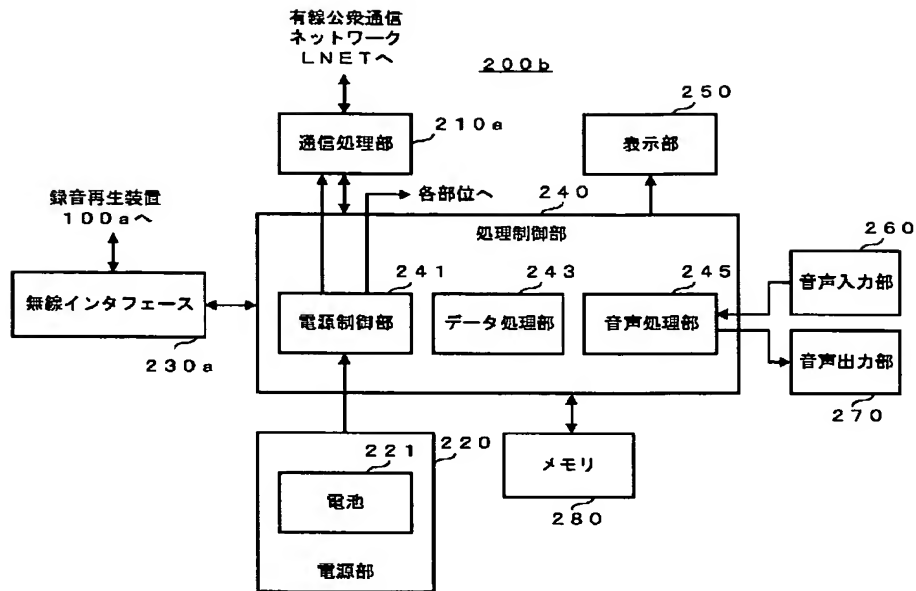 有線公衆通信
ネットワーク
LNETへ
200b
210a
通信処理部
250
表示部
各部位へ
240
録音再生装置
100aへ
処理制御部
260
無線インタフェース
230a
241
電源制御部
243
データ処理部
245
音声処理部
音声入力部
音声出力部
270
220
221
電池
電源部
メモリ
280